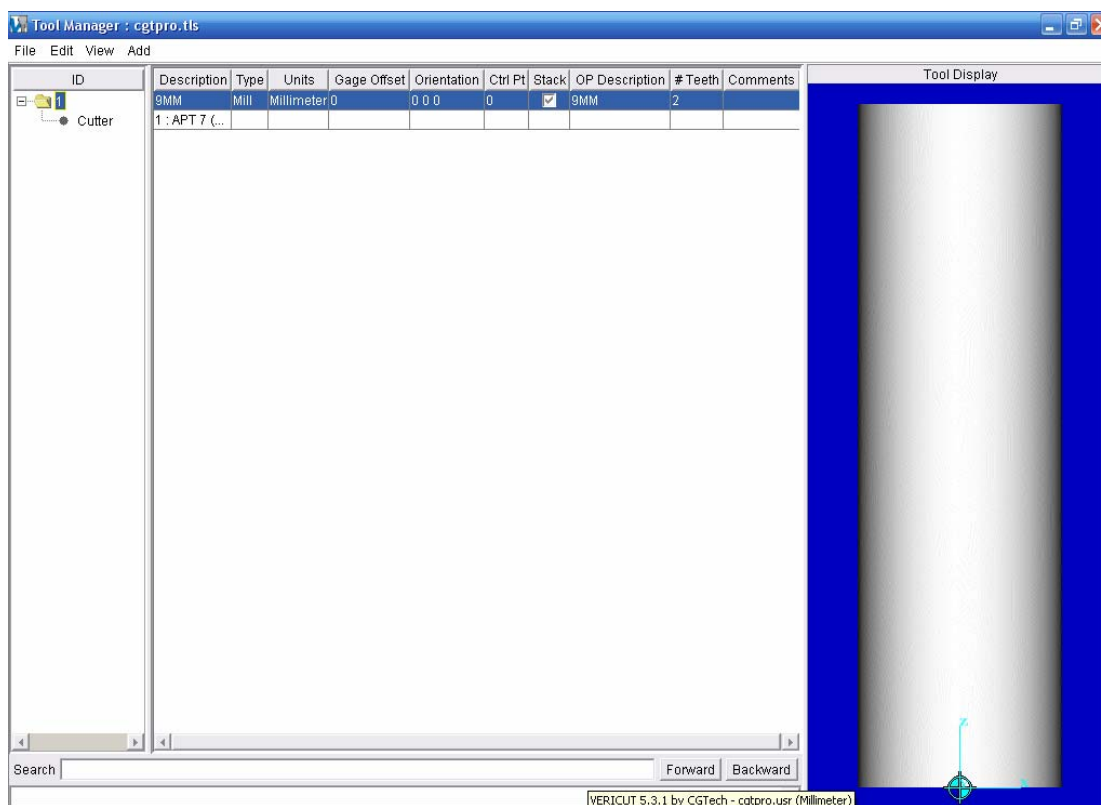 Tool Manager : cgtpro.tls
File Edit View Add
ID Description Type Units Gage Offset Orientation Ctrl Pt Stack OP Description # Teeth Comments Tool Display
1 9MM Mill Millimeter 0 0 0 0 0 9MM 2
Cutter 1 : APT 7 (...
Z
Search Forward Backward
VERICUT 5.3.1 by CGTech - cgtpro.usr (Millimeter)